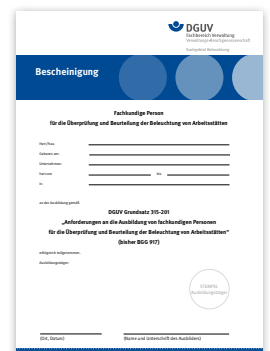 DGUV
Fachbereich Verwaltung
Verwaltungs-Berufsgenossenschaft
Sachgebiet Beleuchtung
Bescheinigung
Fachkundige Person
für die Überprüfung und Beurteilung der Beleuchtung von Arbeitsstätten
Herr/Frau:
Geboren am:
Unternehmen:
hat vom bis
in
an der Ausbildung gemäß
DGUV Grundsatz 315-201
„Anforderungen an die Ausbildung von fachkundigen Personen
für die Überprüfung und Beurteilung der Beleuchtung von Arbeitsstätten“
(bisher BGG 917)
erfolgreich teilgenommen.
Ausbildungsträger:
STEMPEL
Ausbildungsträger
(Ort, Datum) (Name und Unterschrift des Ausbilders)